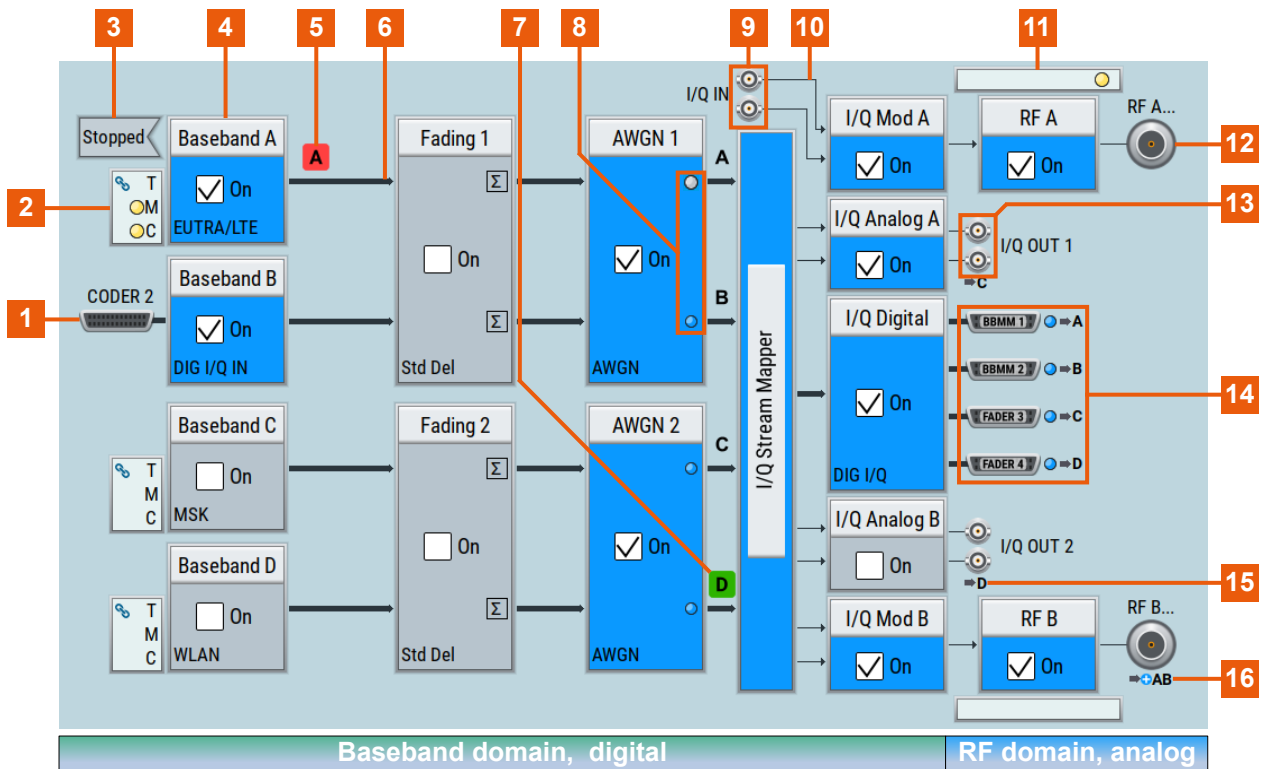 3
4
5
6
7
8
9
10
11
I/Q IN
Stopped
Baseband A
On
EUTRA/LTE
A
Fading 1
Σ
On
Σ
Std Del
AWGN 1
On
AWGN
A
B
I/Q Mod A
On
RF A
On
RF A...
12
2
T
M
C
13
I/Q Analog A
On
I/Q OUT 1
C
1
CODER 2
Baseband B
On
DIG I/Q IN
I/Q Stream Mapper
I/Q Digital
On
DIG I/Q
BBMM 1
A
BBMM 2
B
FADER 3
C
FADER 4
D
14
Baseband C
On
MSK
T
M
C
Fading 2
Σ
On
Σ
Std Del
AWGN 2
On
AWGN
C
D
I/Q Analog B
On
I/Q OUT 2
D
15
Baseband D
On
WLAN
T
M
C
I/Q Mod B
On
RF B
On
RF B...
AB
16
Baseband domain, digital
RF domain, analog